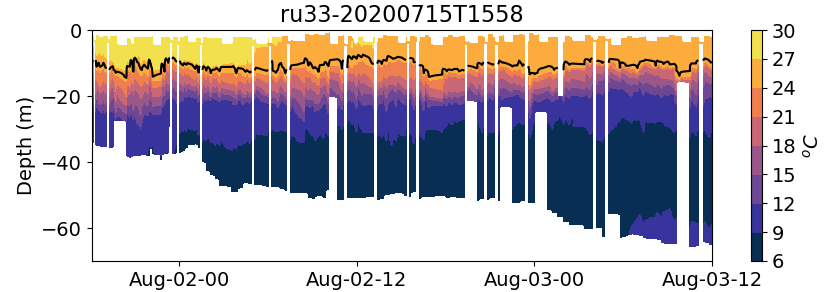 ru33-20200715T1558
0
−20
−40
−60
Depth (m)
Aug-02-00
Aug-02-12
Aug-03-00
Aug-03-12
30
27
24
21
18
15
12
9
6
°C